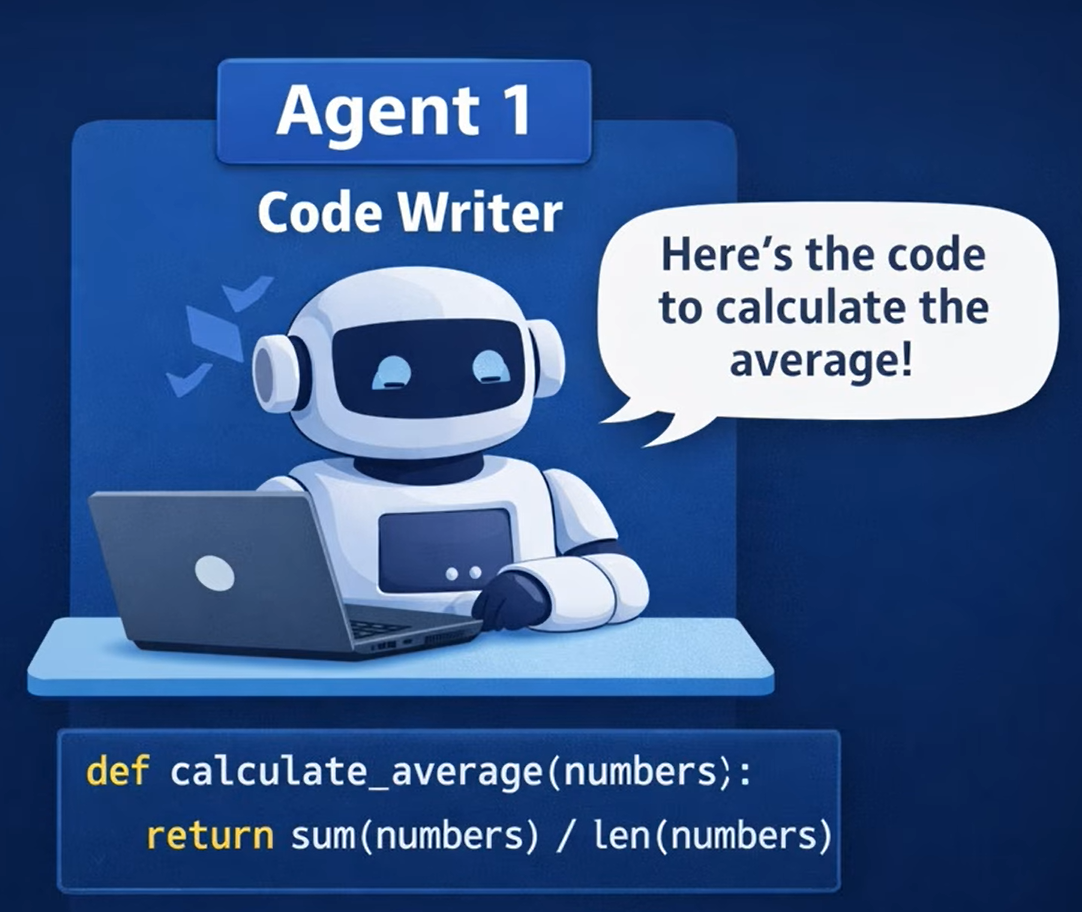 Agent 1
Code Writer
Here's the code
to calculate the
average!
def calculate_average(numbers):
return sum(numbers) / len(numbers)